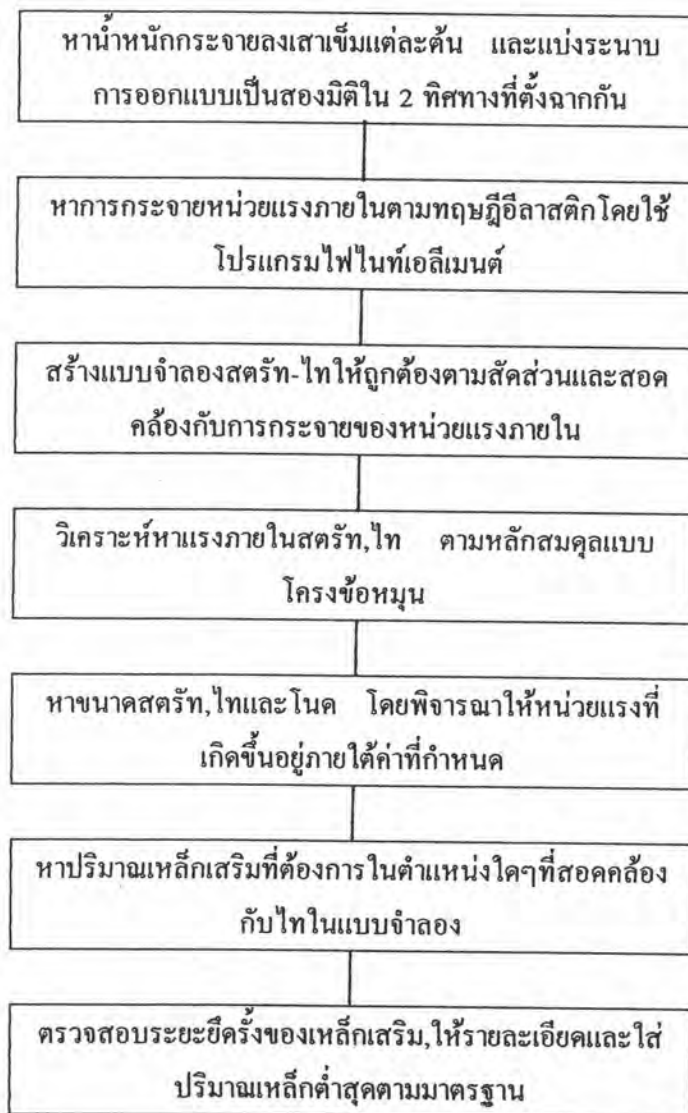 หาน้ำหนักกระจายลงเสาเข็มแต่ละต้น และแบ่งระนาบ
การออกแบบเป็นสองมิติใน 2 ทิศทางที่ตั้งฉากกัน
หาการกระจายหน่วยแรงภายในตามทฤษฎีอีลาสติกโดยใช้
โปรแกรมไฟไนท์เอลีเมนต์
สร้างแบบจำลองสตรัท-ไทให้ถูกต้องตามสัดส่วนและสอด
คล้องกับการกระจายของหน่วยแรงภายใน
วิเคราะห์หาแรงภายในสตรัท,ไท ตามหลักสมดุลแบบ
โครงข้อหมุน
หาขนาดสตรัท,ไทและโนด โดยพิจารณาให้หน่วยแรงที่
เกิดขึ้นอยู่ภายใต้ค่าที่กำหนด
หาปริมาณเหล็กเสริมที่ต้องการในตำแหน่งใดๆที่สอดคล้อง
กับไทในแบบจำลอง
ตรวจสอบระยะยึดรั้งของเหล็กเสริม,ให้รายละเอียดและใส่
ปริมาณเหล็กต่ำสุดตามมาตรฐาน